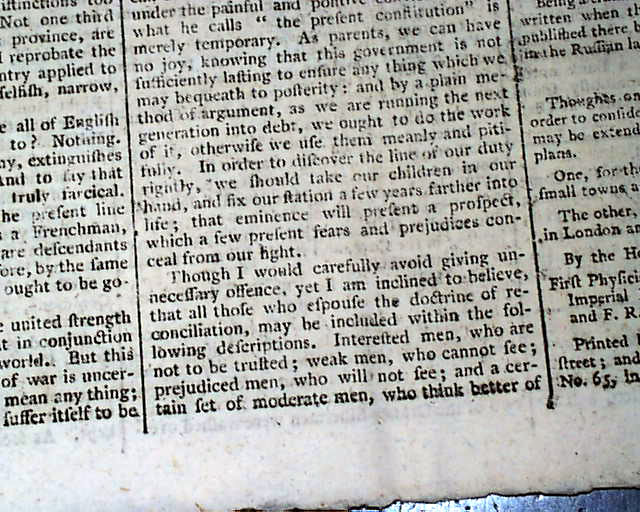 Not one third
province, are
reprobate the
applied to
ſelfiſh, narrow,
all of Engliſh
to? Nothing.
extinguiſhes
And to ſay that
truly farcical.
the preſent line
a Frenchman,
are deſcendants
by the ſame
ought to be go-
united ſtrength
in conjunction
world. But this
of war is uncer-
mean any thing;
ſuffer itſelf to be
under the painful and poſitive
what he calls “ the preſent conſtitution” is
merely temporary. As parents, we can have
no joy, knowing that this government is not
ſufficiently laſting to enſure any thing which we
may bequeath to poſterity: and by a plain me-
thod of argument, as we are running the next
generation into debt, we ought to do the work
of it, otherwiſe we uſe them meanly and piti-
fully. In order to diſcover the line of our duty
rightly, we ſhould take our children in our
hand, and fix our ſtation a few years farther into
life; that eminence will preſent a proſpect,
which a few preſent fears and prejudices con-
ceal from our ſight.
Though I would carefully avoid giving un-
neceſſary offence, yet I am inclined to believe,
that all thoſe who eſpouſe the doctrine of re-
conciliation, may be included within the fol-
lowing deſcriptions. Intereſted men, who are
not to be truſted; weak men, who cannot ſee;
prejudiced men, who will not ſee; and a cer-
tain ſet of moderate men, who think better of
written when
publiſhed there
in the Ruſſian
Thoughts on
order to
may be
plans.
One, for
ſmall towns
The other,
in London
By the
Firſt
Imperial
and F. R.
Printed
ſtreet; and
No. 65, in